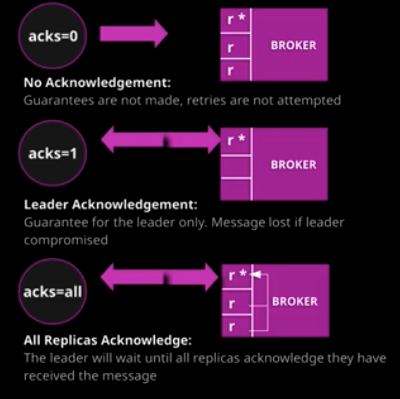 acks=0
r *
r
r
BROKER
No Acknowledgement:
Guarantees are not made, retries are not attempted
acks=1
r *
BROKER
Leader Acknowledgement:
Guarantee for the leader only. Message lost if leader
compromised
acks=all
r *
r
r
BROKER
All Replicas Acknowledge:
The leader will wait until all replicas acknowledge they have
received the message